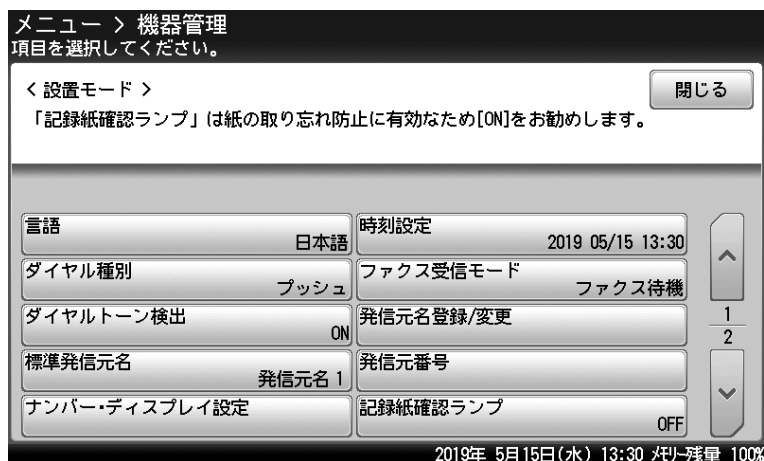 メニュー > 機器管理
項目を選択してください。
< 設置モード >
閉じる
「記録紙確認ランプ」は紙の取り忘れ防止に有効なため[ON]をお勧めします。
言語
日本語
時刻設定
2019 05/15 13:30
ダイヤル種別
プッシュ
ファクス受信モード
ファクス待機
ダイヤルトーン検出
ON
発信元名登録/変更
1
2
標準発信元名
発信元名 1
発信元番号
ナンバー・ディスプレイ設定
記録紙確認ランプ
OFF
2019年 5月15日(水) 13:30 メモリー残量 100%